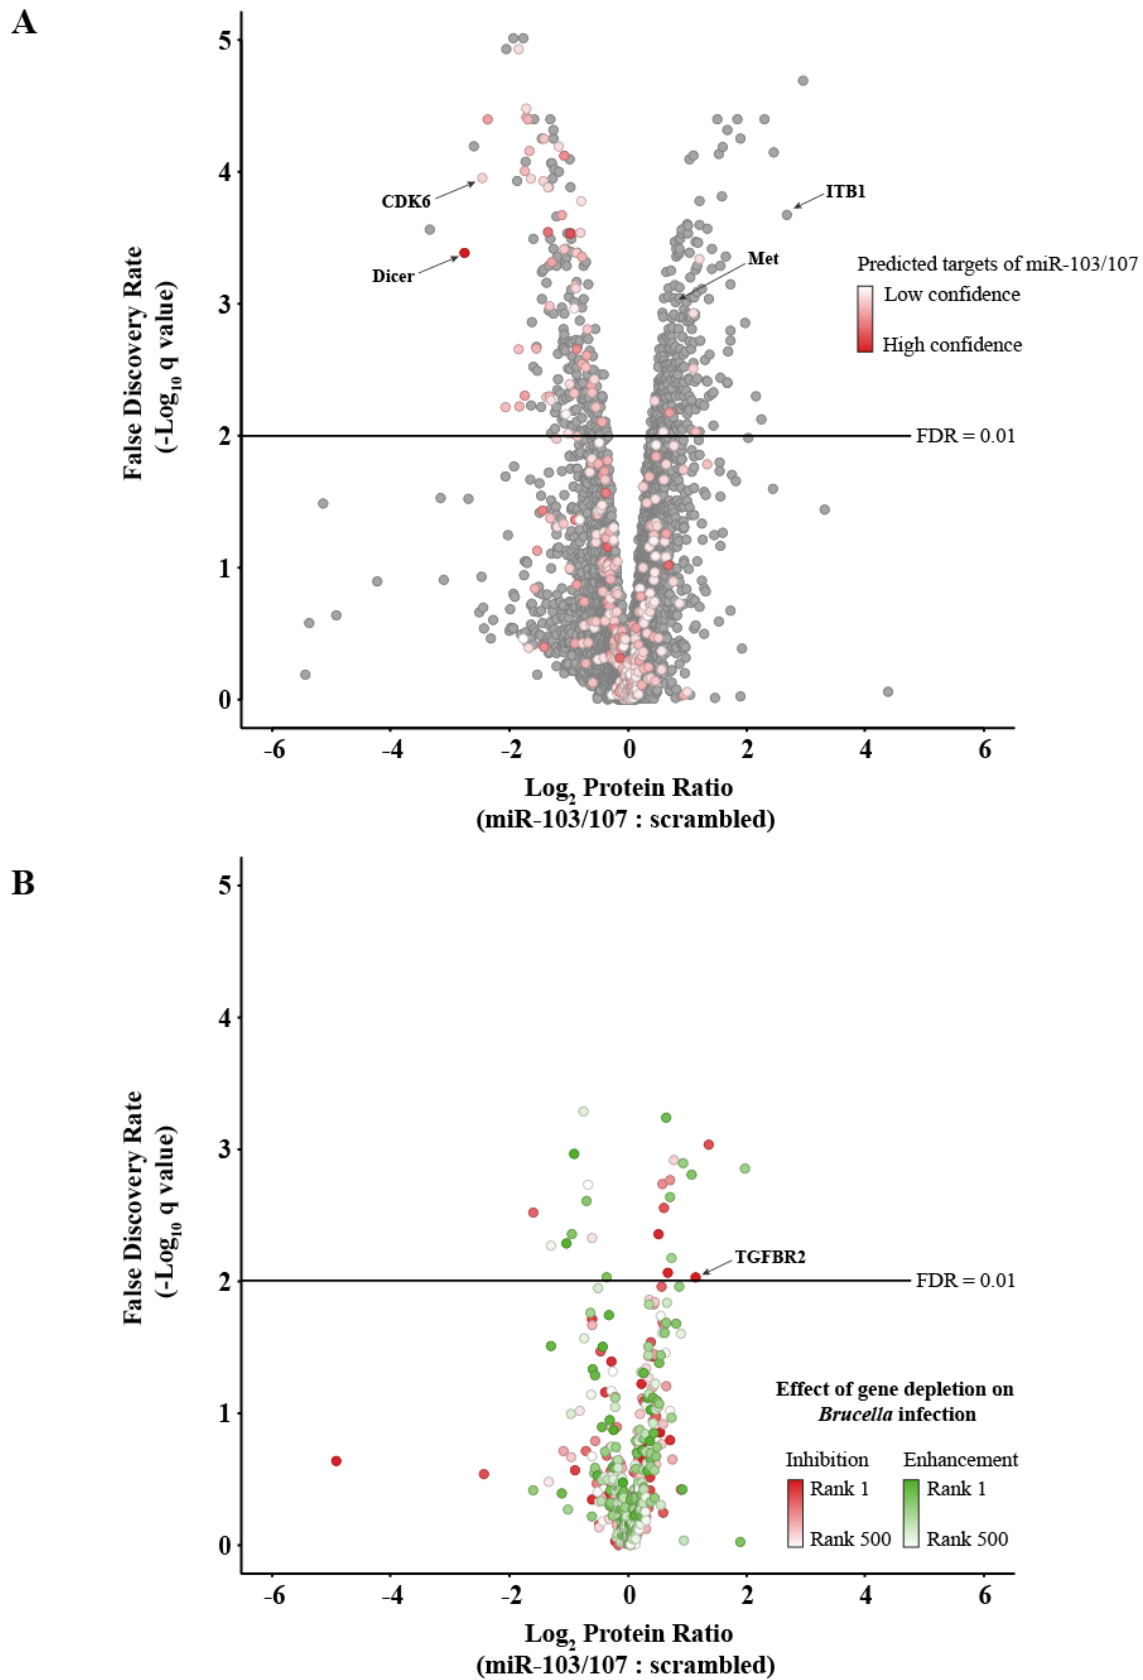 A
5
4
3
2
1
0
-6
-4
-2
0
2
4
6
False Discovery Rate
(-Log10 q value)
CDK6
Dicer
ITB1
Met
Predicted targets of miR-103/107
Low confidence
High confidence
FDR = 0.01
Log2 Protein Ratio
(miR-103/107 : scrambled)
B
5
4
3
2
1
0
-6
-4
-2
0
2
4
6
False Discovery Rate
(-Log10 q value)
TGFBR2
FDR = 0.01
Effect of gene depletion on
Brucella infection
Inhibition
Rank 1
Rank 500
Enhancement
Rank 1
Rank 500
Log2 Protein Ratio
(miR-103/107 : scrambled)